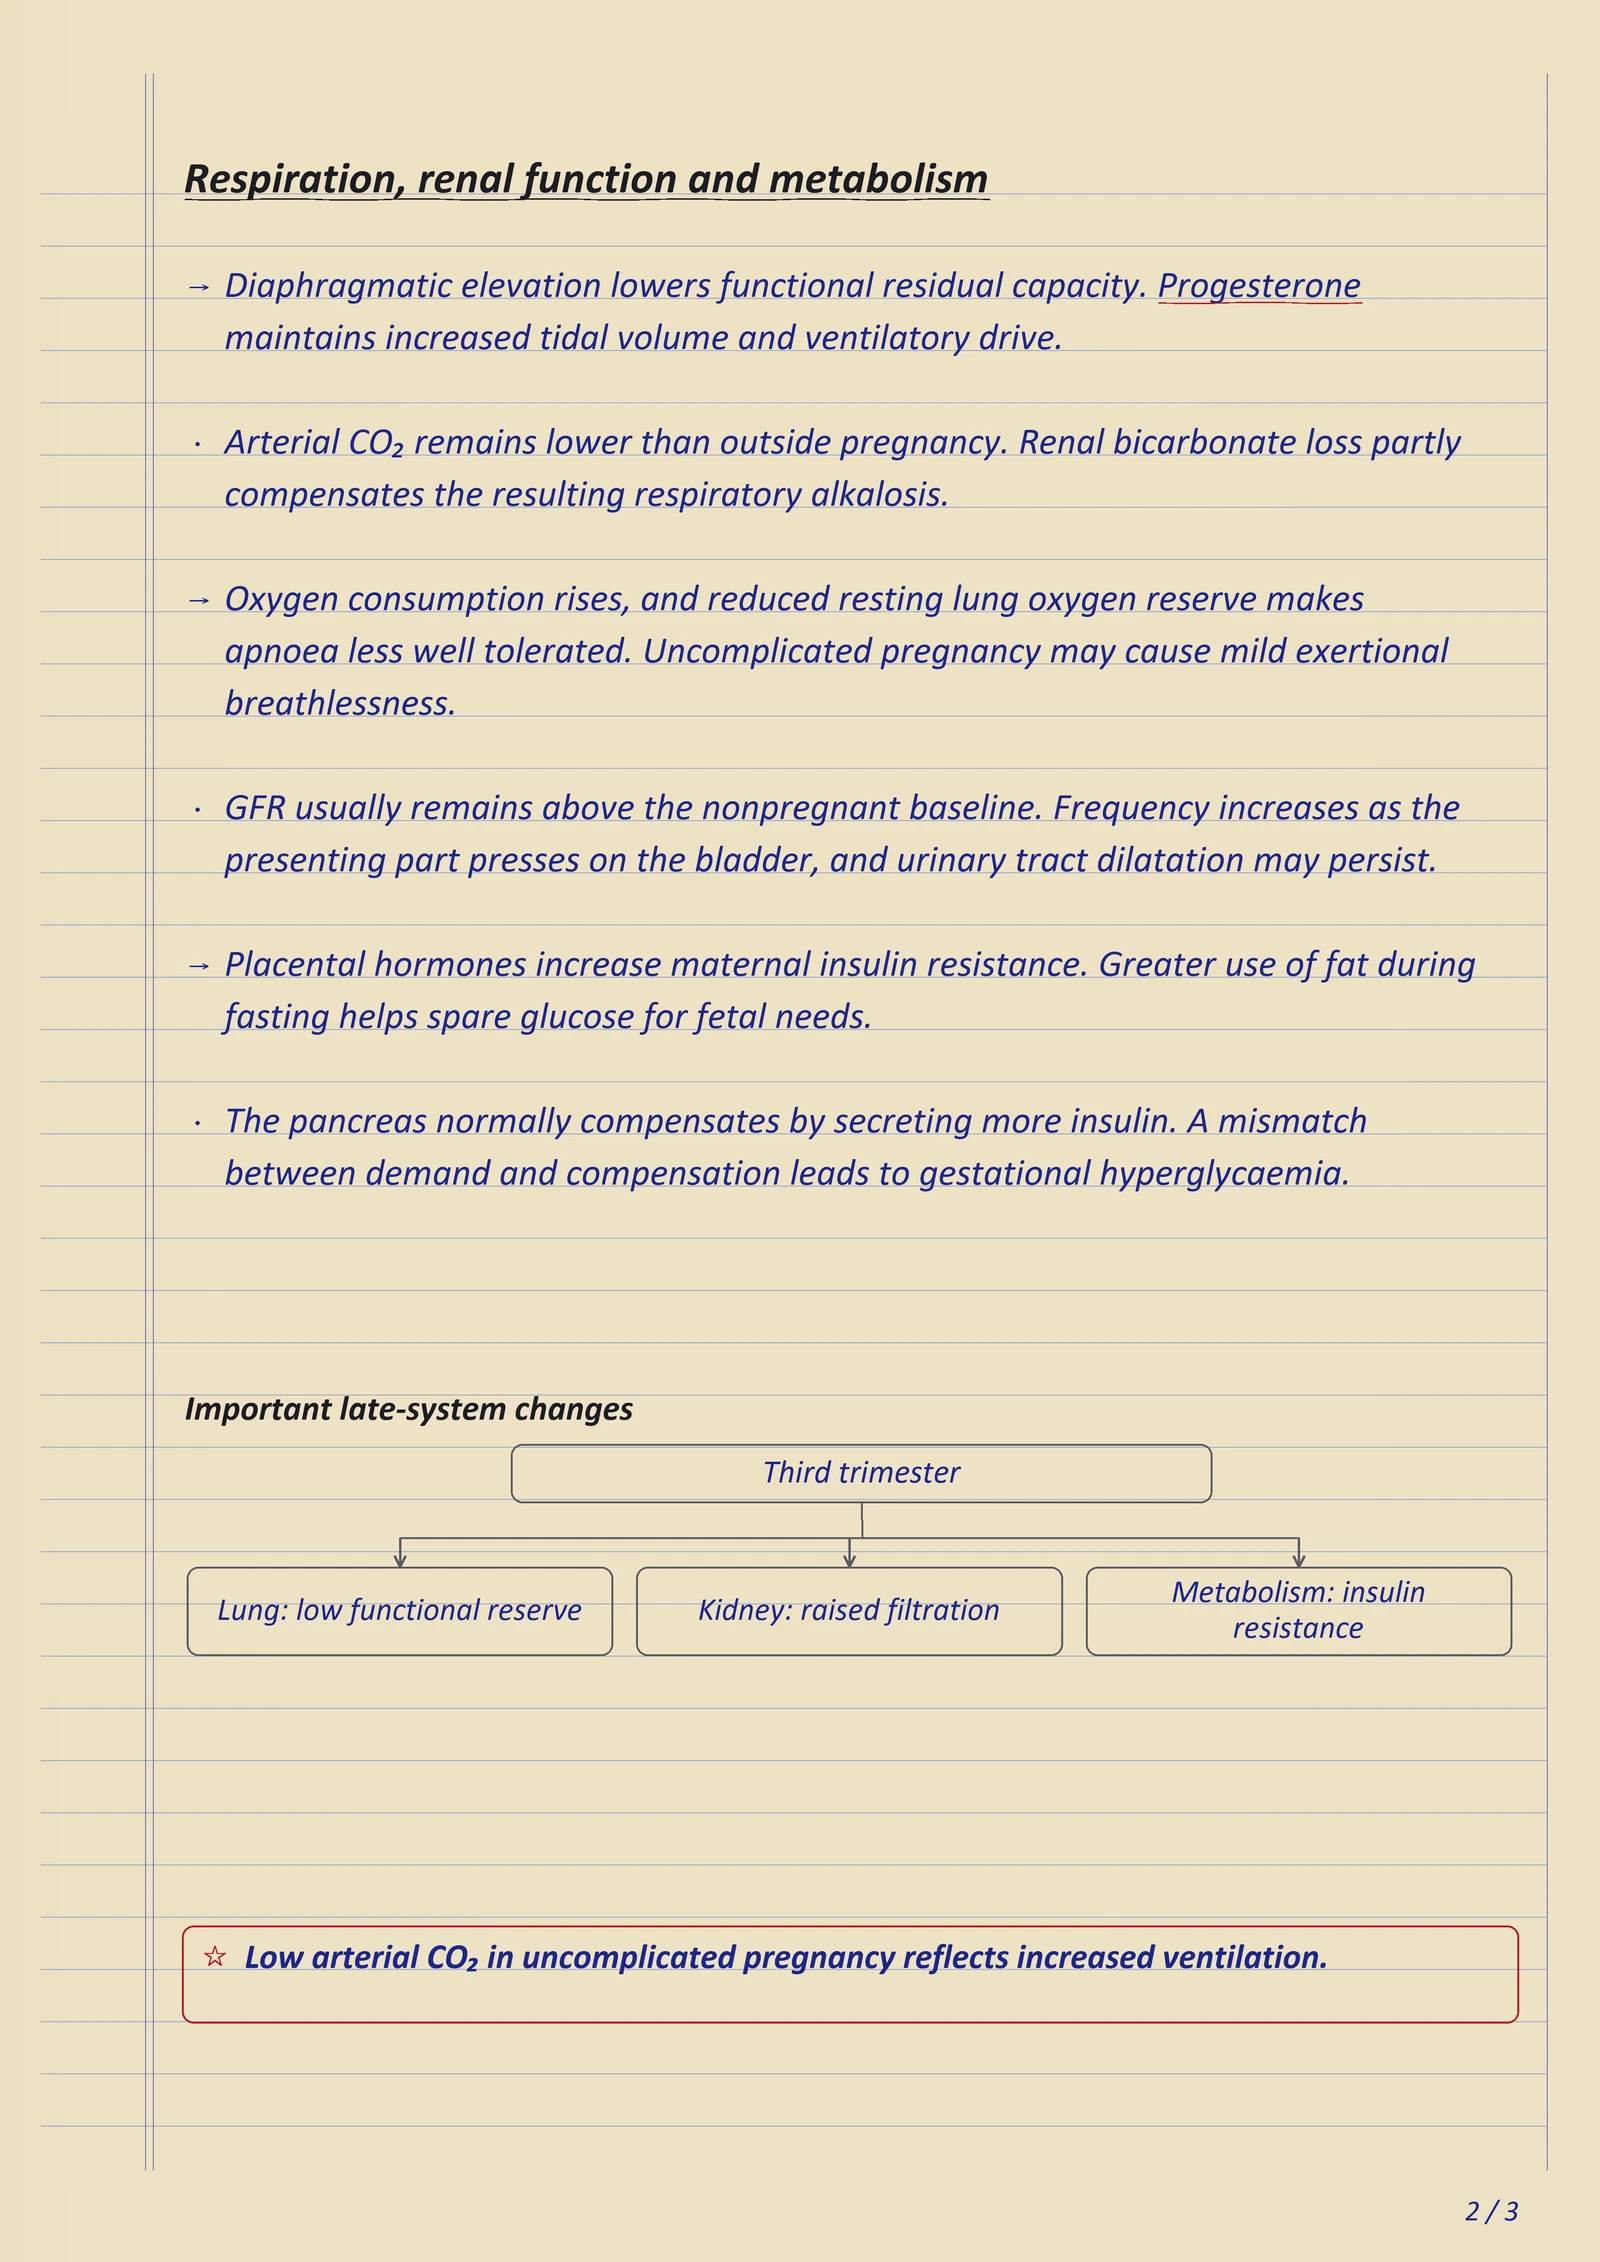 Respiration, renal function and metabolism
→ Diaphragmatic elevation lowers functional residual capacity. Progesterone
maintains increased tidal volume and ventilatory drive.
· Arterial CO₂ remains lower than outside pregnancy. Renal bicarbonate loss partly
compensates the resulting respiratory alkalosis.
→ Oxygen consumption rises, and reduced resting lung oxygen reserve makes
apnoea less well tolerated. Uncomplicated pregnancy may cause mild exertional
breathlessness.
· GFR usually remains above the nonpregnant baseline. Frequency increases as the
presenting part presses on the bladder, and urinary tract dilatation may persist.
→ Placental hormones increase maternal insulin resistance. Greater use of fat during
fasting helps spare glucose for fetal needs.
· The pancreas normally compensates by secreting more insulin. A mismatch
between demand and compensation leads to gestational hyperglycaemia.
Important late-system changes
Third trimester
Lung: low functional reserve
Kidney: raised filtration
Metabolism: insulin
resistance
☆ Low arterial CO₂ in uncomplicated pregnancy reflects increased ventilation.
2 / 3